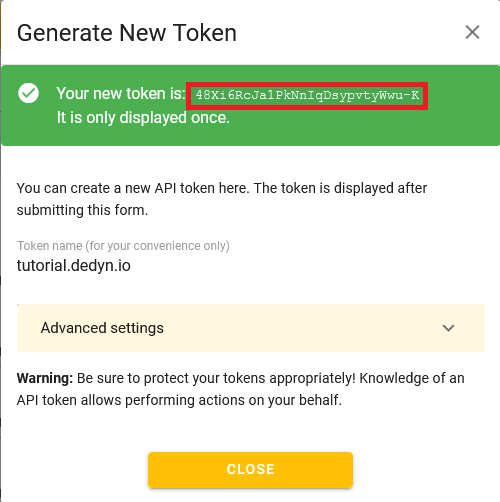 Generate New Token
Your new token is: 48Xi6RcJa1PkNnIqDsypvtyWwu-K
It is only displayed once.
You can create a new API token here. The token is displayed after
submitting this form.
Token name (for your convenience only)
tutorial.dedyn.io
Advanced settings
Warning: Be sure to protect your tokens appropriately! Knowledge of an
API token allows performing actions on your behalf.
CLOSE